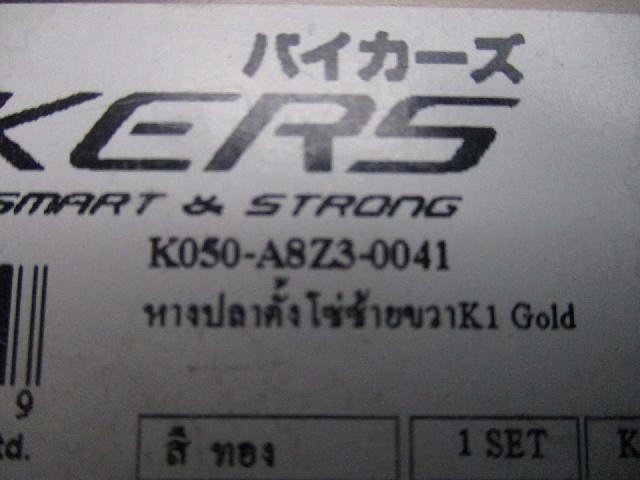 バイカーズ
KERS
SMART & STRONG
K050-A8Z3-0041
หางปลาตั้งโซ่ซ้ายขวาK1 Gold
9
td.
สี ทอง
1 SET
K